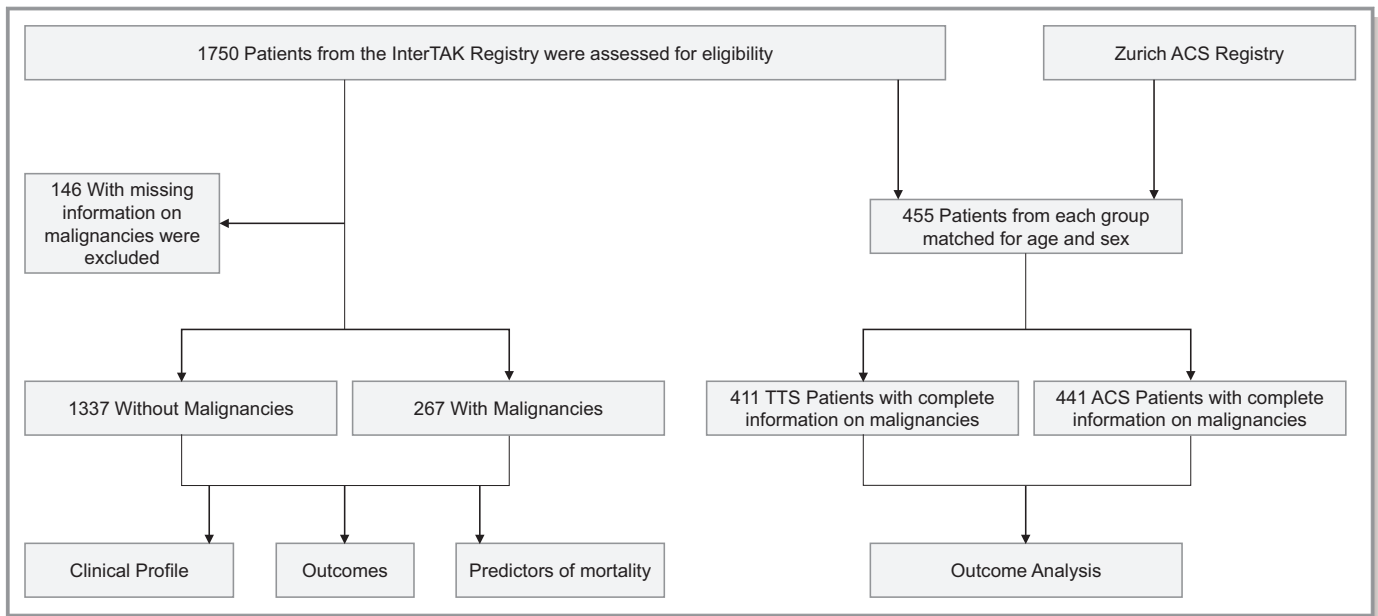 1750 Patients from the InterTAK Registry were assessed for eligibility
Zurich ACS Registry
146 With missing
information on
malignancies were
excluded
455 Patients from each group
matched for age and sex
1337 Without Malignancies
267 With Malignancies
411 TTS Patients with complete
information on malignancies
441 ACS Patients with complete
information on malignancies
Clinical Profile
Outcomes
Predictors of mortality
Outcome Analysis